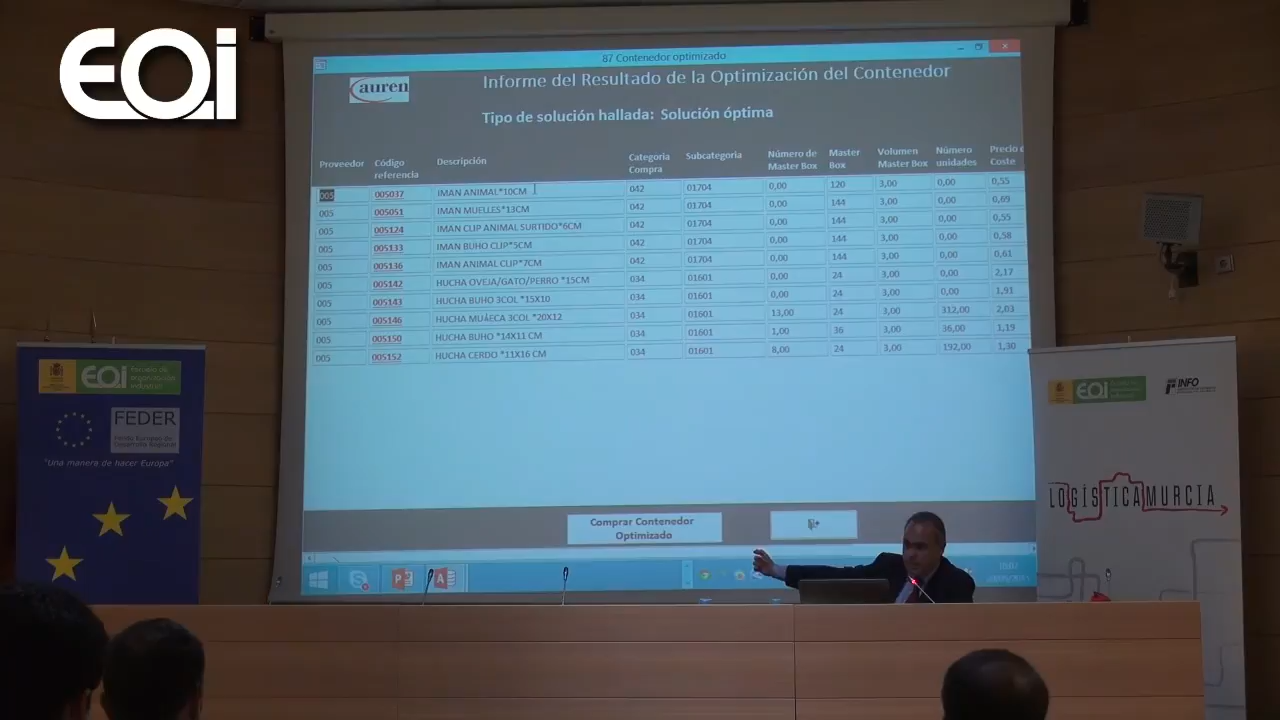 EOi
87 Contenedor optimizado
auren
Informe del Resultado de la Optimización del Contenedor
Tipo de solución hallada: Solución óptima
Proveedor Código referencia Descripción Categoria Compra Subcategoria Número de Master Box Master Box Volumen Master Box Número unidades Precio Coste
005 005037 IMAN ANIMAL*10CM 042 01704 0,00 120 3,00 0,00 0,55
005 005051 IMAN MUELLES*13CM 042 01704 0,00 144 3,00 0,00 0,69
005 005124 IMAN CLIP ANIMAL SURTIDO*6CM 042 01704 0,00 144 3,00 0,00 0,55
005 005133 IMAN BUHO CLIP*5CM 042 01704 0,00 144 3,00 0,00 0,58
005 005136 IMAN ANIMAL CLIP*7CM 042 01704 0,00 144 3,00 0,00 0,61
005 005142 HUCHA OVEJA/GATO/PERRO *15CM 034 01601 0,00 24 3,00 0,00 2,17
005 005143 HUCHA BUHO 3COL *15X10 034 01601 0,00 24 3,00 0,00 1,91
005 005146 HUCHA MUÁECA 3COL *20X12 034 01601 13,00 24 3,00 312,00 2,03
005 005150 HUCHA BUHO *14X11 CM 034 01601 1,00 36 3,00 36,00 1,19
005 005152 HUCHA CERDO *11X16 CM 034 01601 8,00 24 3,00 192,00 1,30
Comprar Contenedor
Optimizado
EOi Escuela de
organización
industrial
FEDER
Fondo Europeo de
Desarrollo Regional
"Una manera de hacer Europa"
EOi
INFO
LOGÍSTICAMURCIA